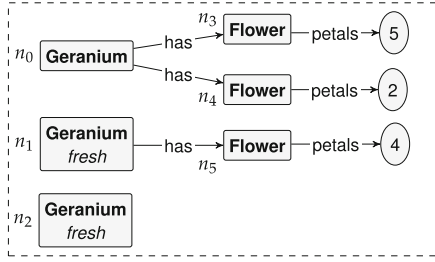 n0 Geranium has n3 Flower petals 5
has n4 Flower petals 2
n1 Geranium fresh has n5 Flower petals 4
n2 Geranium fresh